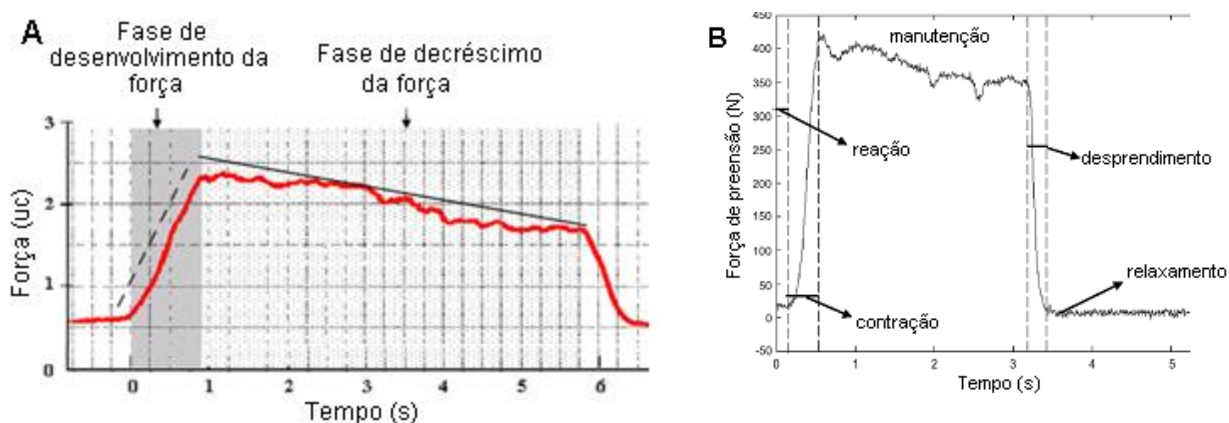 A
Fase de
desenvolvimento da
força
Fase de decréscimo
da força
Força (uc)
3
2
1
0
0 1 2 3 4 5 6
Tempo (s)
B
Força de preensão (N)
450
400
350
300
250
200
150
100
50
0
-50
manutenção
reação
desprendimento
relaxamento
contração
0 1 2 3 4 5
Tempo (s)